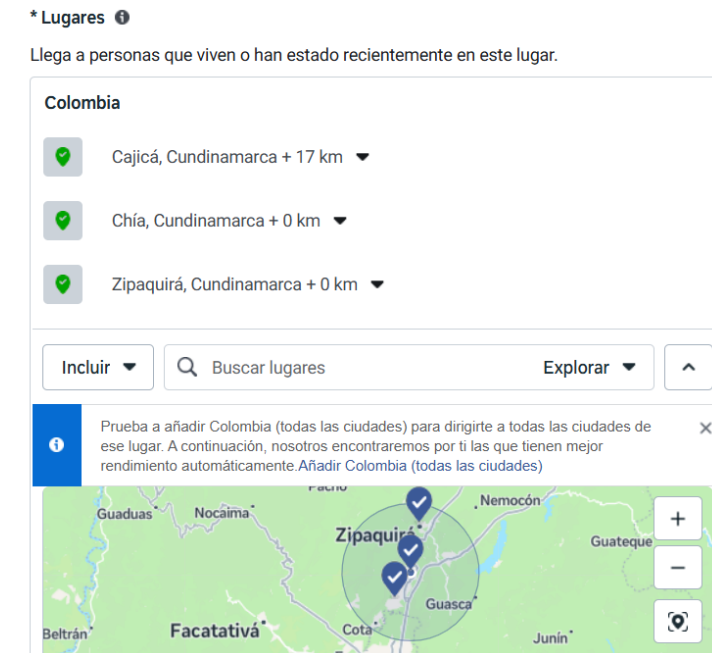 * Lugares
Llega a personas que viven o han estado recientemente en este lugar.
Colombia
Cajicá, Cundinamarca + 17 km
Chía, Cundinamarca + 0 km
Zipaquirá, Cundinamarca + 0 km
Incluir
Buscar lugares
Explorar
Prueba a añadir Colombia (todas las ciudades) para dirigirte a todas las ciudades de
ese lugar. A continuación, nosotros encontraremos por ti las que tienen mejor
rendimiento automáticamente.Añadir Colombia (todas las ciudades)
Pacho
Nemocón
Guaduas
Nocaima
Zipaquirá
Guateque
Guasca
Beltrán
Facatativá
Cota
Junín